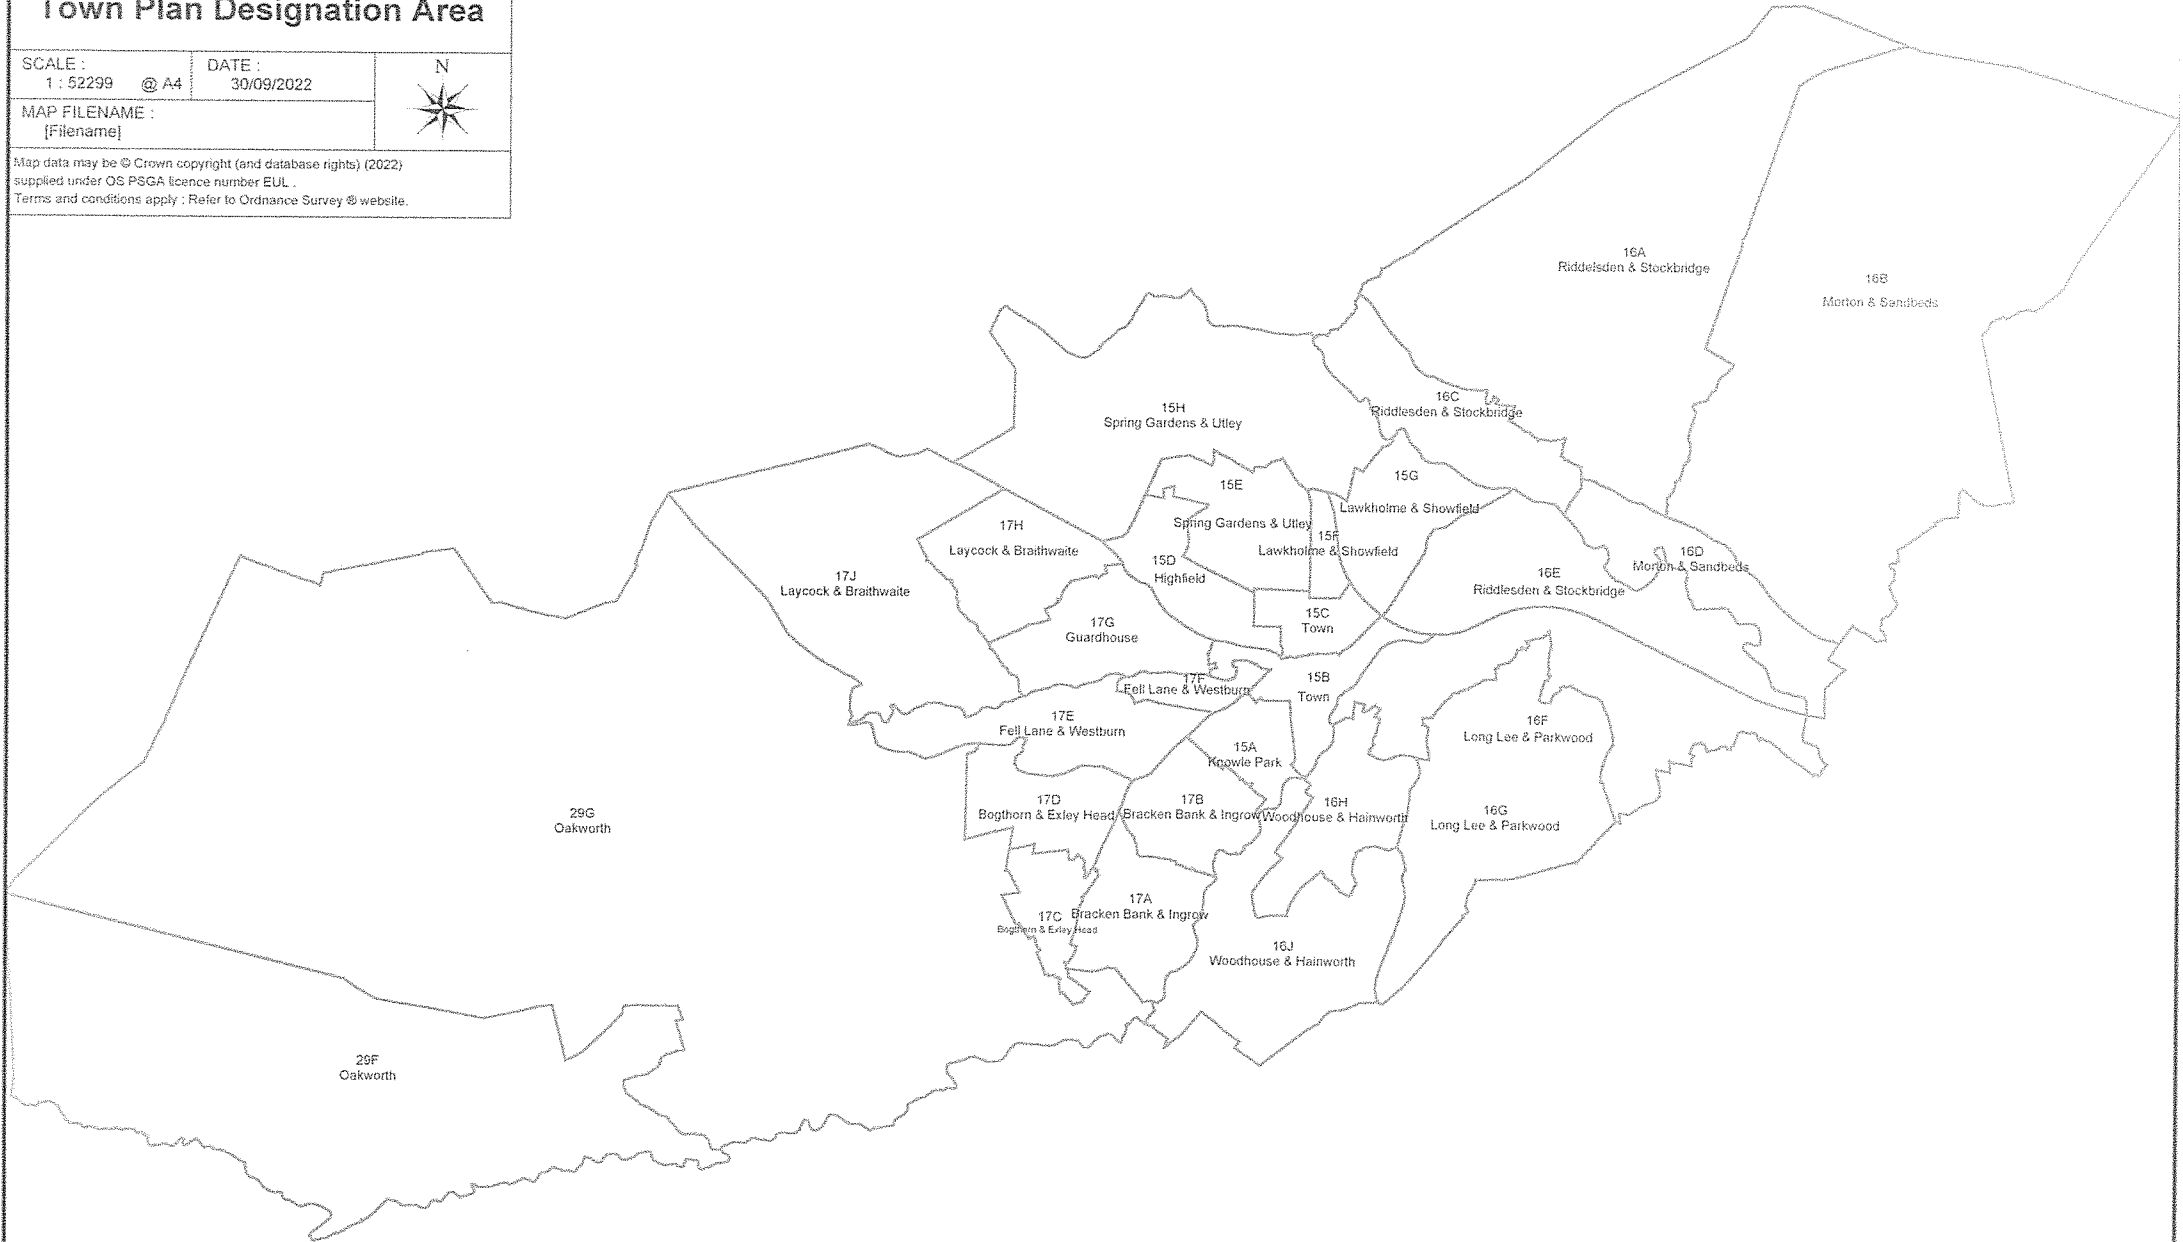 Town Plan Designation Area
SCALE :
1 : 52299 @ A4
DATE :
30/09/2022
N
MAP FILENAME :
[Filename]
Map data may be © Crown copyright (and database rights) (2022)
supplied under OS PSGA licence number EUL .
Terms and conditions apply : Refer to Ordnance Survey ® website.
16A
Riddelsden & Stockbridge
16B
Morton & Sandbeds
16C
Riddlesden & Stockbridge
15H
Spring Gardens & Utley
15G
Lawkholme & Showfield
15E
Spring Gardens & Utley
15F
Lawkholme & Showfield
17H
Laycock & Braithwaite
15D
Highfield
16D
Morton & Sandbeds
16E
Riddlesden & Stockbridge
17J
Laycock & Braithwaite
15C
Town
17G
Guardhouse
17F
Fell Lane & Westburn
15B
Town
17E
Fell Lane & Westburn
16F
Long Lee & Parkwood
15A
Knowle Park
17D
Bogthorn & Exley Head
17B
Bracken Bank & Ingrow
16H
Woodhouse & Hainworth
16G
Long Lee & Parkwood
29G
Oakworth
17A
Bracken Bank & Ingrow
17C
Bogthorn & Exley Head
16J
Woodhouse & Hainworth
29F
Oakworth